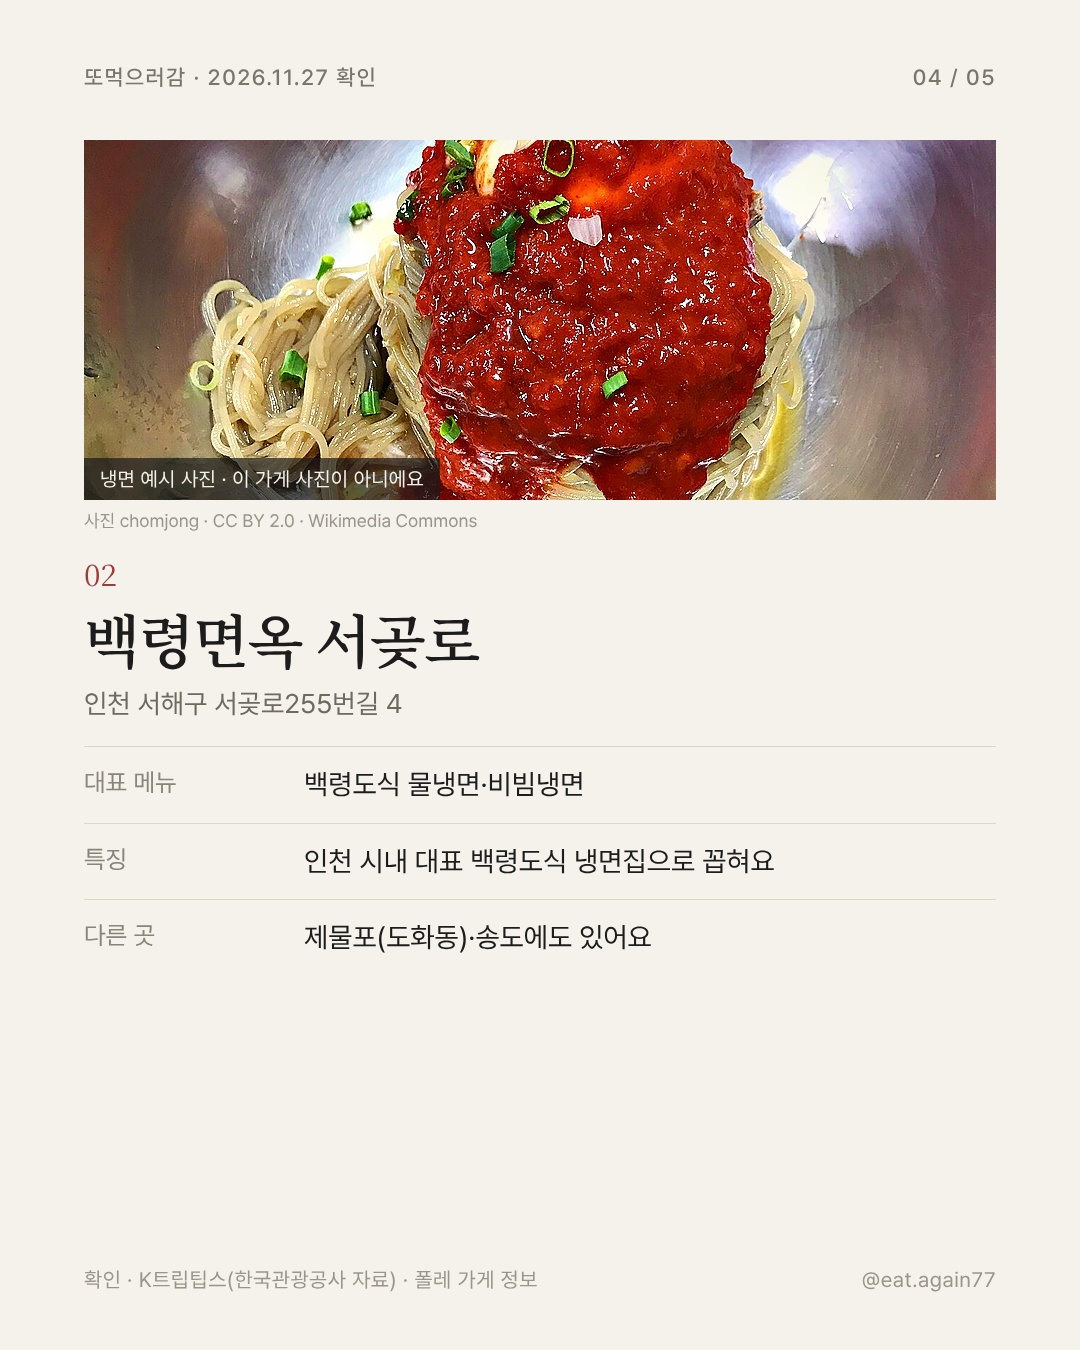 또먹으러감 · 2026.11.27 확인
04 / 05
냉면 예시 사진 · 이 가게 사진이 아니에요
사진 chomjong · CC BY 2.0 · Wikimedia Commons
02
백령면옥 서곶로
인천 서해구 서곶로255번길 4
대표 메뉴 백령도식 물냉면·비빔냉면
특징 인천 시내 대표 백령도식 냉면집으로 꼽혀요
다른 곳 제물포(도화동)·송도에도 있어요
확인 · K트립팁스(한국관광공사 자료) · 폴레 가게 정보
@eat.again77